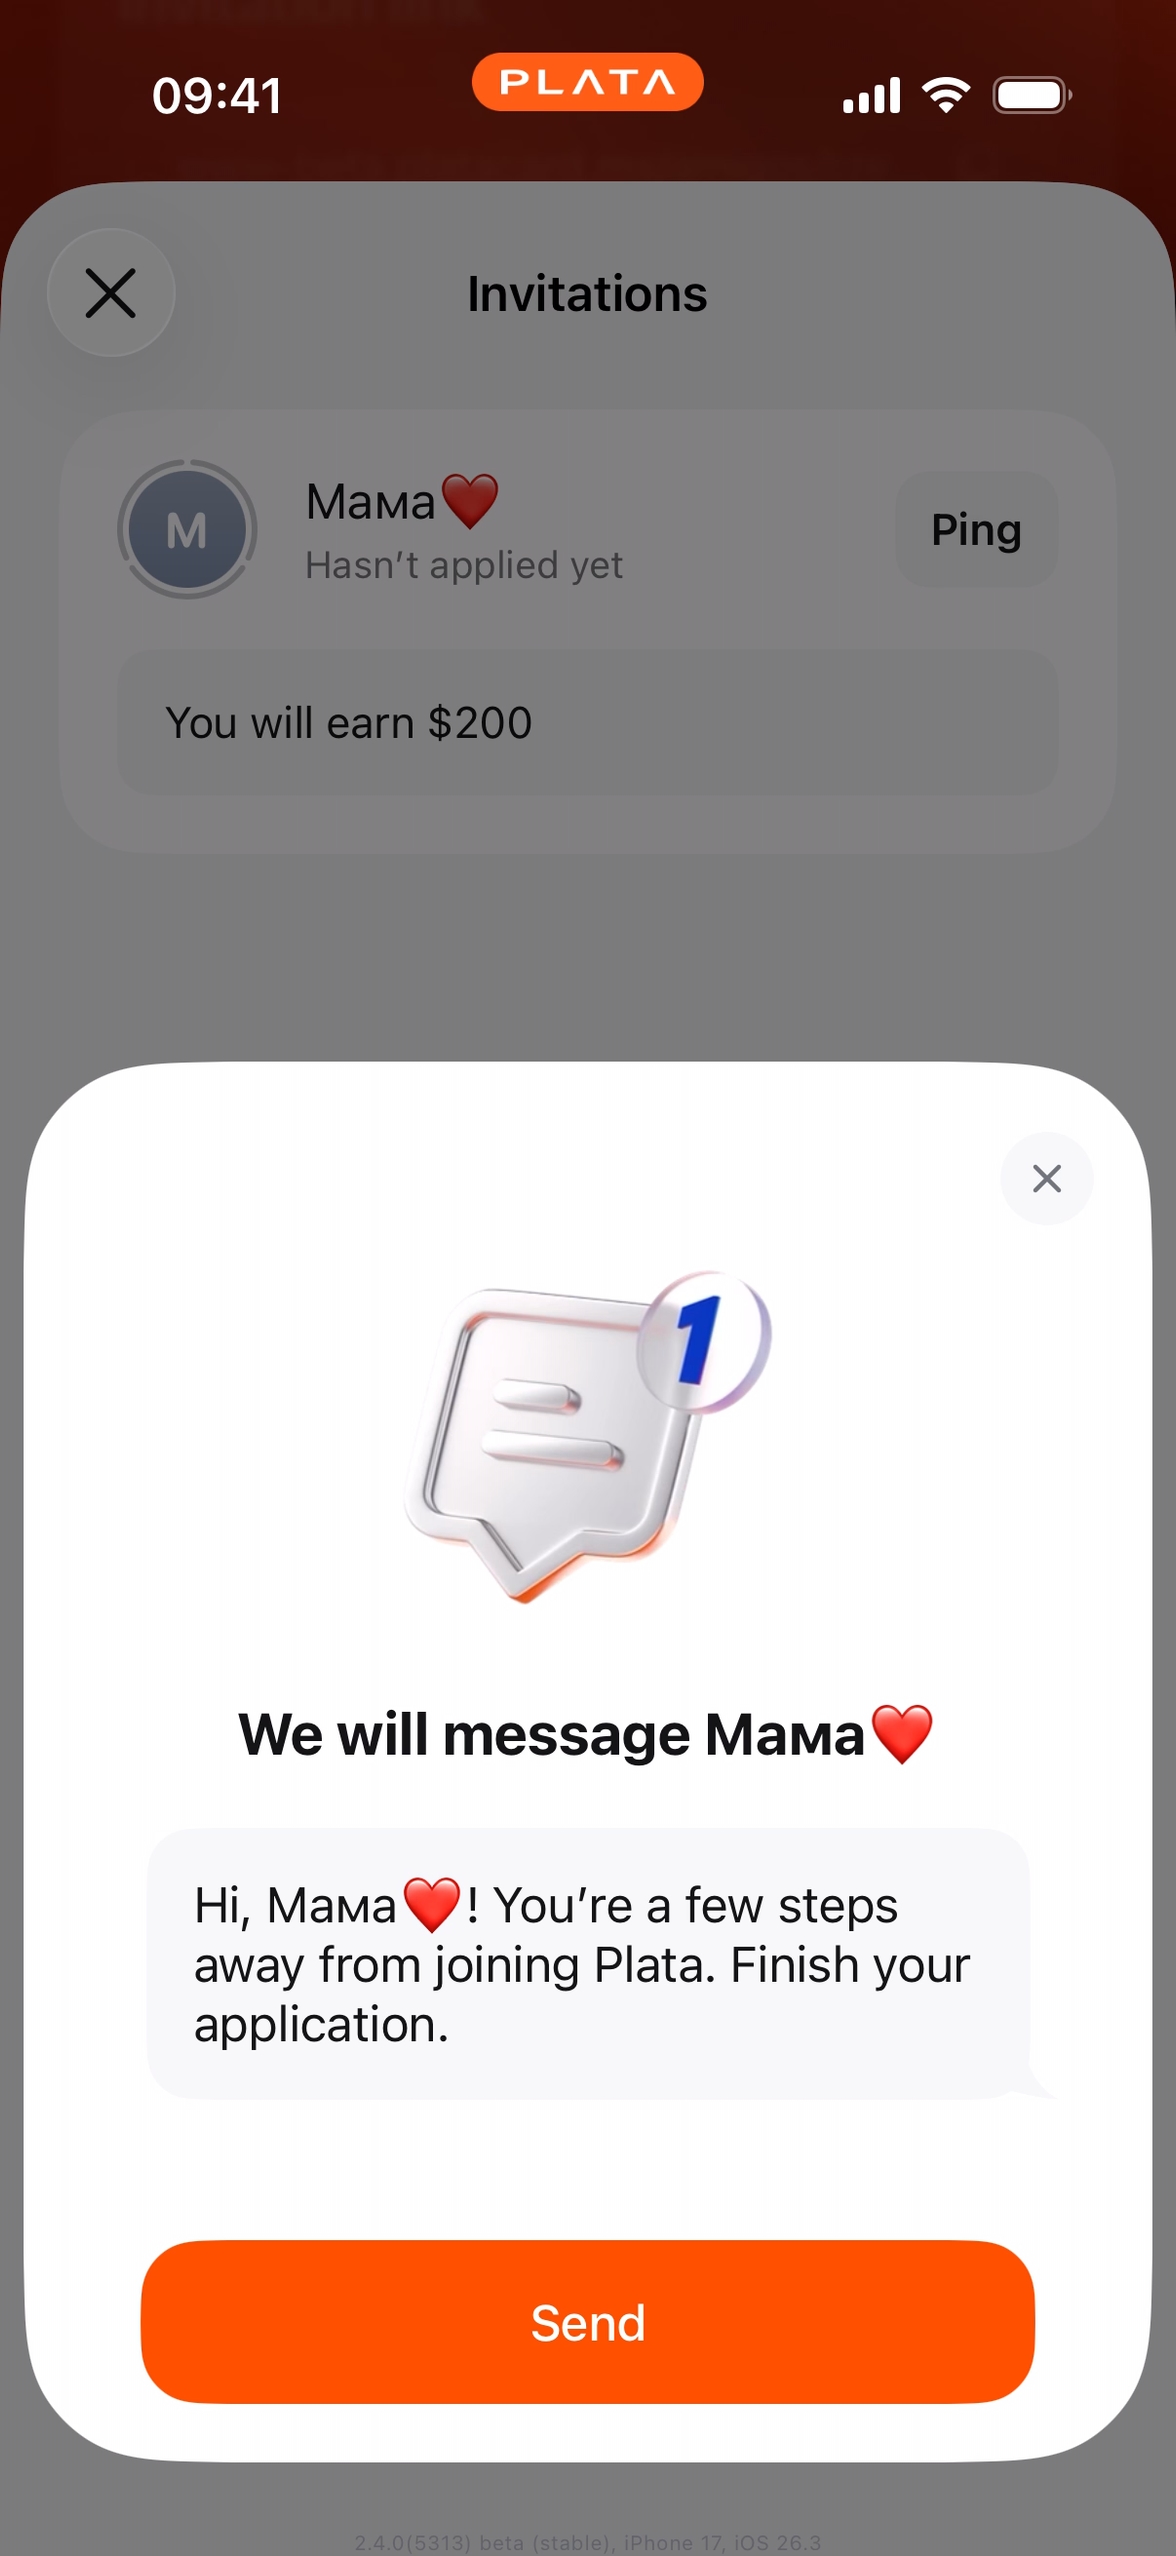 09:41
PLATA
Invitations
M
Мама❤️
Hasn’t applied yet
Ping
You will earn $200
1
We will message Мама❤️
Hi, Мама❤️! You’re a few steps
away from joining Plata. Finish your
application.
Send
2.4.0(5313) beta (stable), iPhone 17, iOS 26.3